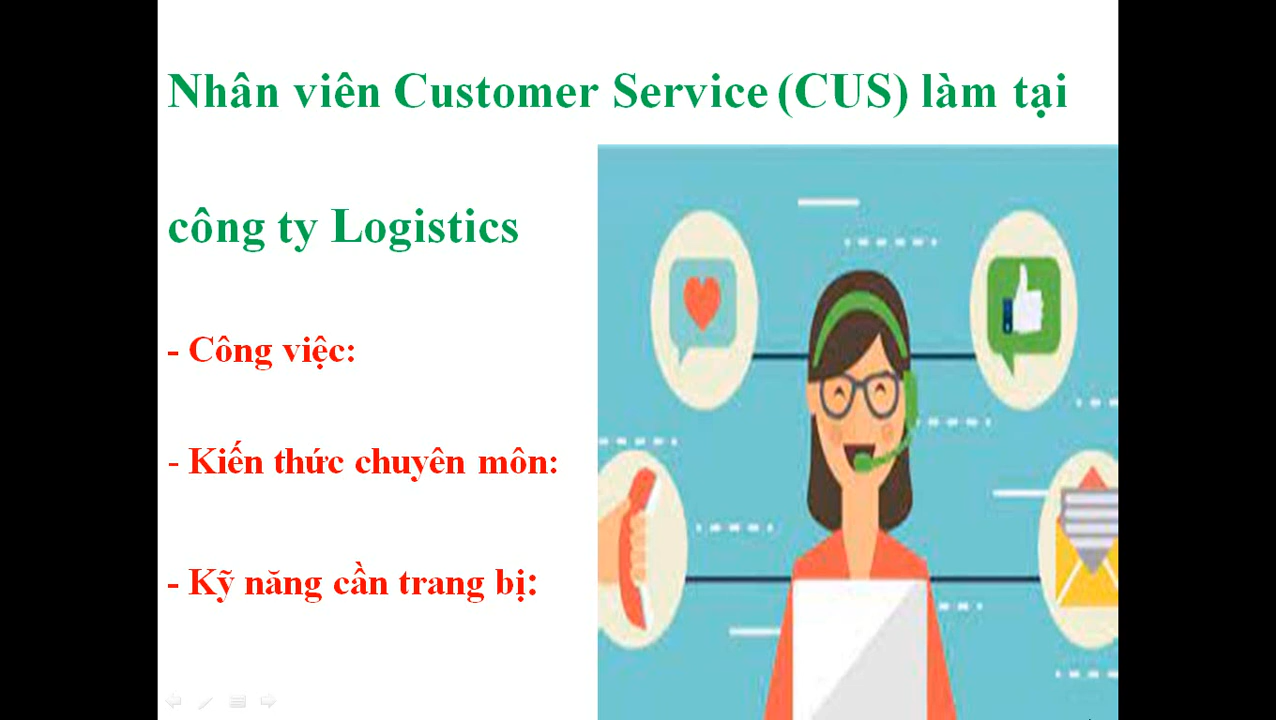 Nhân viên Customer Service (CUS) làm tại
công ty Logistics
- Công việc:
- Kiến thức chuyên môn:
- Kỹ năng cần trang bị: